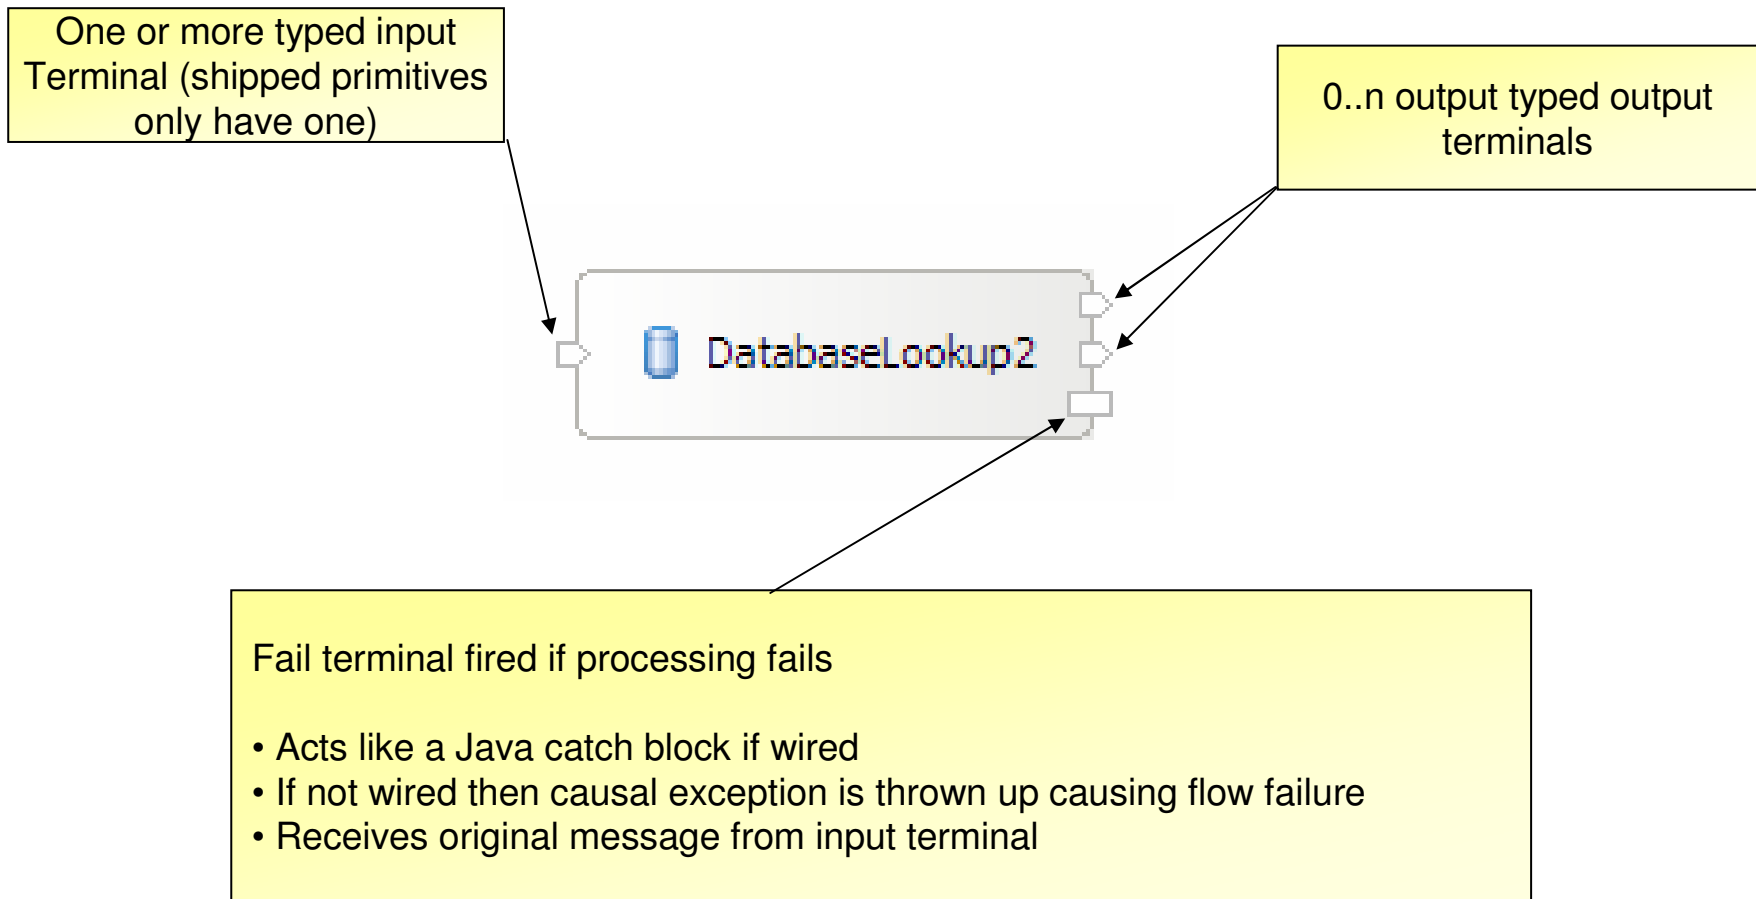 One or more typed input
Terminal (shipped primitives
only have one)
0..n output typed output
terminals
DatabaseLookup2
Fail terminal fired if processing fails
• Acts like a Java catch block if wired
• If not wired then causal exception is thrown up causing flow failure
• Receives original message from input terminal